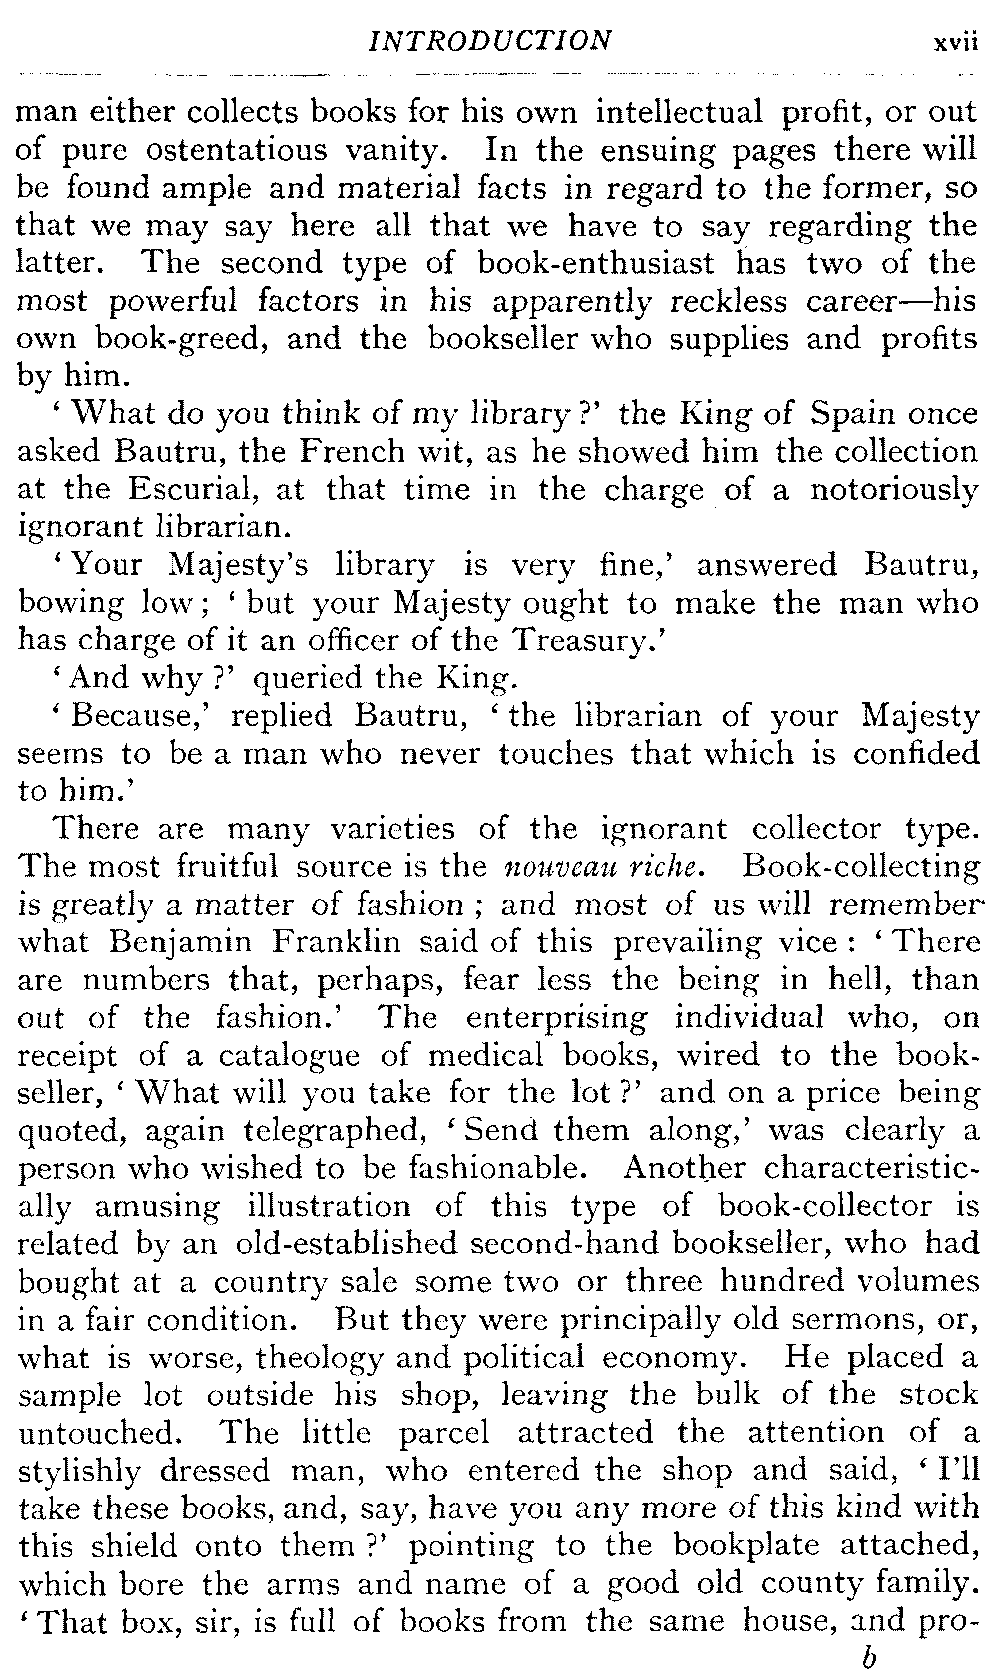 INTRODUCTION xvii
man either collects books for his own intellectual profit, or out
of pure ostentatious vanity. In the ensuing pages there will
be found ample and material facts in regard to the former, so
that we may say here all that we have to say regarding the
latter. The second type of book-enthusiast has two of the
most powerful factors in his apparently reckless career—his
own book-greed, and the bookseller who supplies and profits
by him.
‘What do you think of my library?’ the King of Spain once
asked Bautru, the French wit, as he showed him the collection
at the Escurial, at that time in the charge of a notoriously
ignorant librarian.
‘Your Majesty's library is very fine,’ answered Bautru,
bowing low; ‘but your Majesty ought to make the man who
has charge of it an officer of the Treasury.’
‘And why?’ queried the King.
‘Because,’ replied Bautru, ‘the librarian of your Majesty
seems to be a man who never touches that which is confided
to him.’
There are many varieties of the ignorant collector type.
The most fruitful source is the nouveau riche. Book-collecting
is greatly a matter of fashion; and most of us will remember
what Benjamin Franklin said of this prevailing vice: ‘There
are numbers that, perhaps, fear less the being in hell, than
out of the fashion.’ The enterprising individual who, on
receipt of a catalogue of medical books, wired to the book-
seller, ‘What will you take for the lot?’ and on a price being
quoted, again telegraphed, ‘Send them along,’ was clearly a
person who wished to be fashionable. Another characteristic-
ally amusing illustration of this type of book-collector is
related by an old-established second-hand bookseller, who had
bought at a country sale some two or three hundred volumes
in a fair condition. But they were principally old sermons, or,
what is worse, theology and political economy. He placed a
sample lot outside his shop, leaving the bulk of the stock
untouched. The little parcel attracted the attention of a
stylishly dressed man, who entered the shop and said, ‘I'll
take these books, and, say, have you any more of this kind with
this shield onto them?’ pointing to the bookplate attached,
which bore the arms and name of a good old county family.
‘That box, sir, is full of books from the same house, and pro-
b